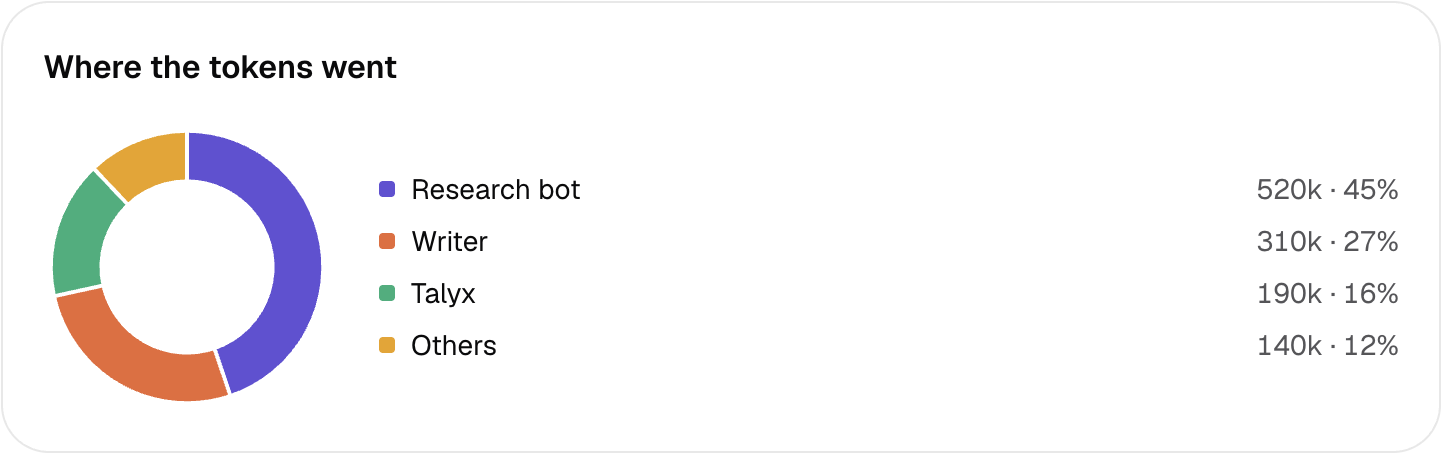 Where the tokens went
Research bot 520k · 45%
Writer 310k · 27%
Talyx 190k · 16%
Others 140k · 12%